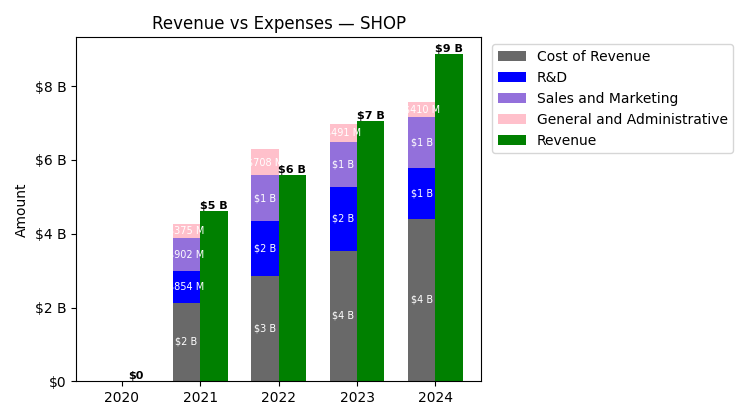 Revenue vs Expenses — SHOP
Cost of Revenue
R&D
Sales and Marketing
General and Administrative
Revenue
Amount
$8 B
$6 B
$4 B
$2 B
$0
$0
$5 B
375 M
902 M
854 M
$2 B
$6 B
708 M
$1 B
$2 B
$3 B
$7 B
491 M
$1 B
$2 B
$4 B
$9 B
410 M
$1 B
$1 B
$4 B
2020 2021 2022 2023 2024